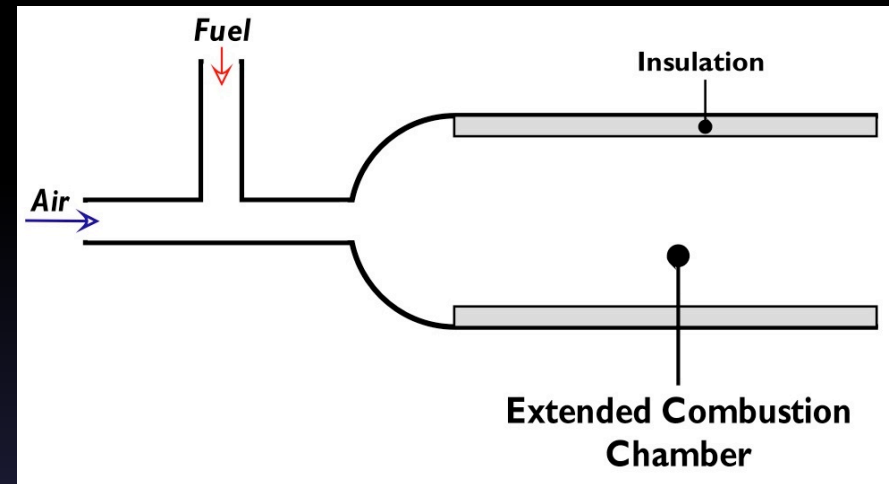 Fuel
Insulation
Air
Extended Combustion
Chamber